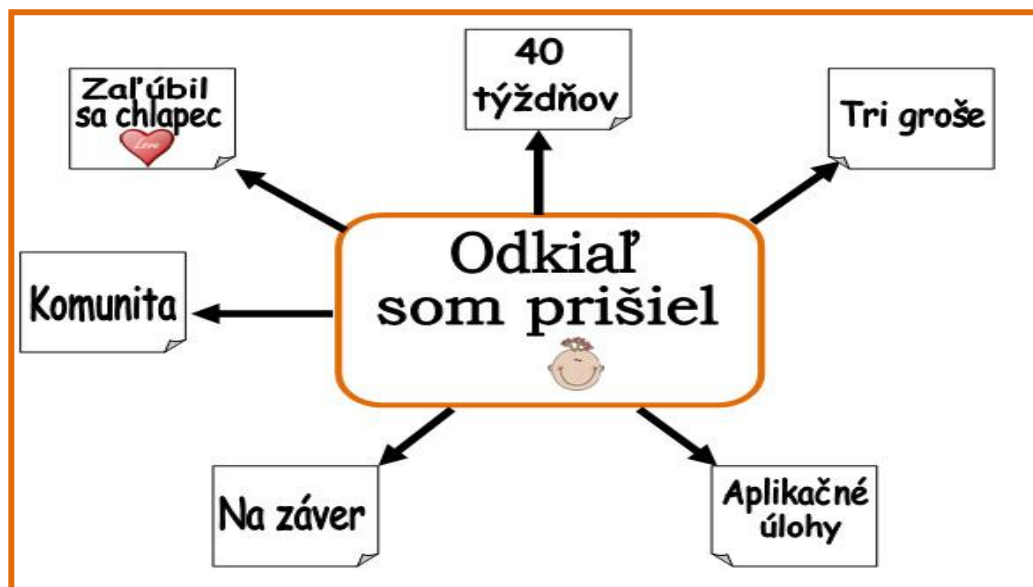 40
týždňov
Zaľúbil
sa chlapec
Love
Tri groše
Odkiaľ
som prišiel
Komunita
Na záver
Aplikačné
úlohy